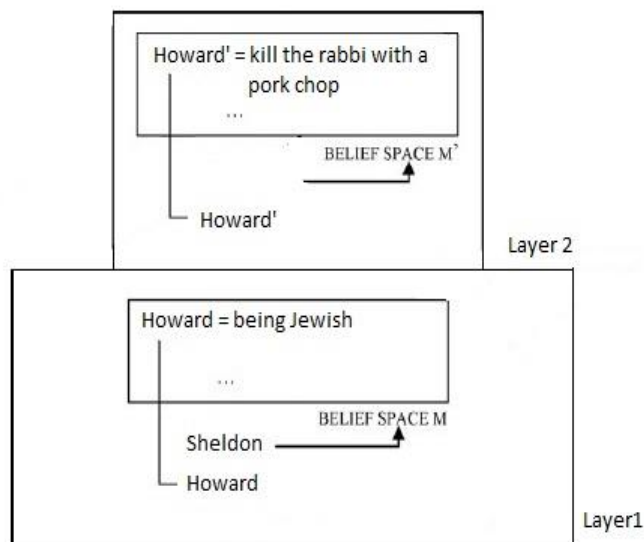 Howard' = kill the rabbi with a
pork chop
...
BELIEF SPACE M'
Howard'
Layer 2
Howard = being Jewish
...
BELIEF SPACE M
Sheldon
Howard
Layer1